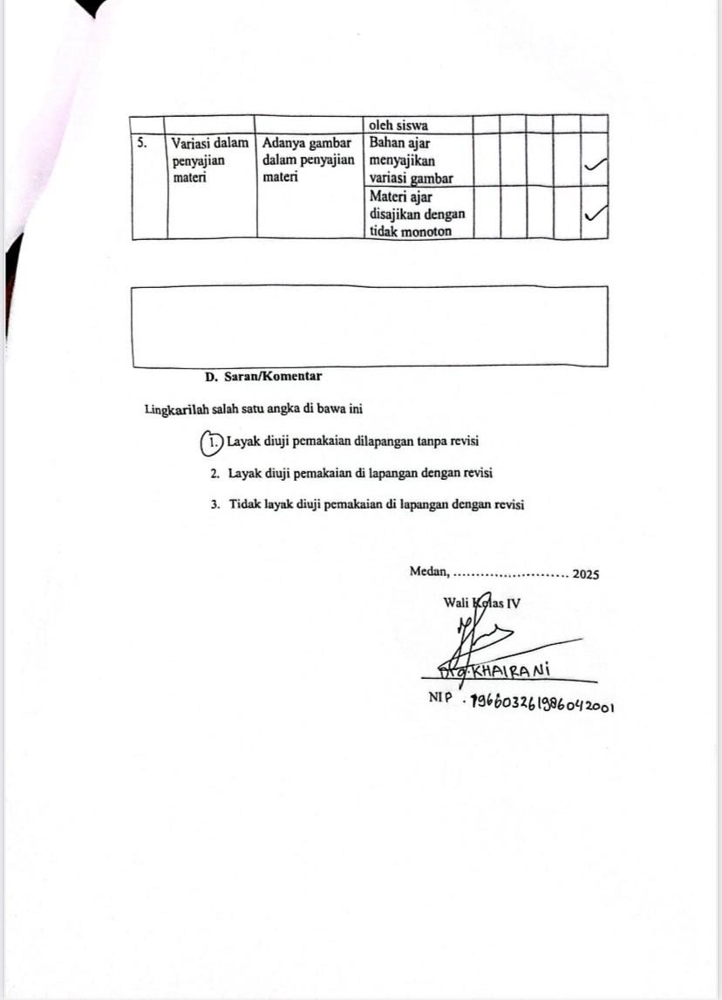 oleh siswa
5. Variasi dalam penyajian materi
Adanya gambar dalam penyajian materi
Bahan ajar menyajikan variasi gambar
Materi ajar disajikan dengan tidak monoton
D. Saran/Komentar
Lingkarilah salah satu angka di bawa ini
1. Layak diuji pemakaian dilapangan tanpa revisi
2. Layak diuji pemakaian di lapangan dengan revisi
3. Tidak layak diuji pemakaian di lapangan dengan revisi
Medan, ........................... 2025
Wali Kelas IV
KHAIRANI
NIP . 196603261986042001